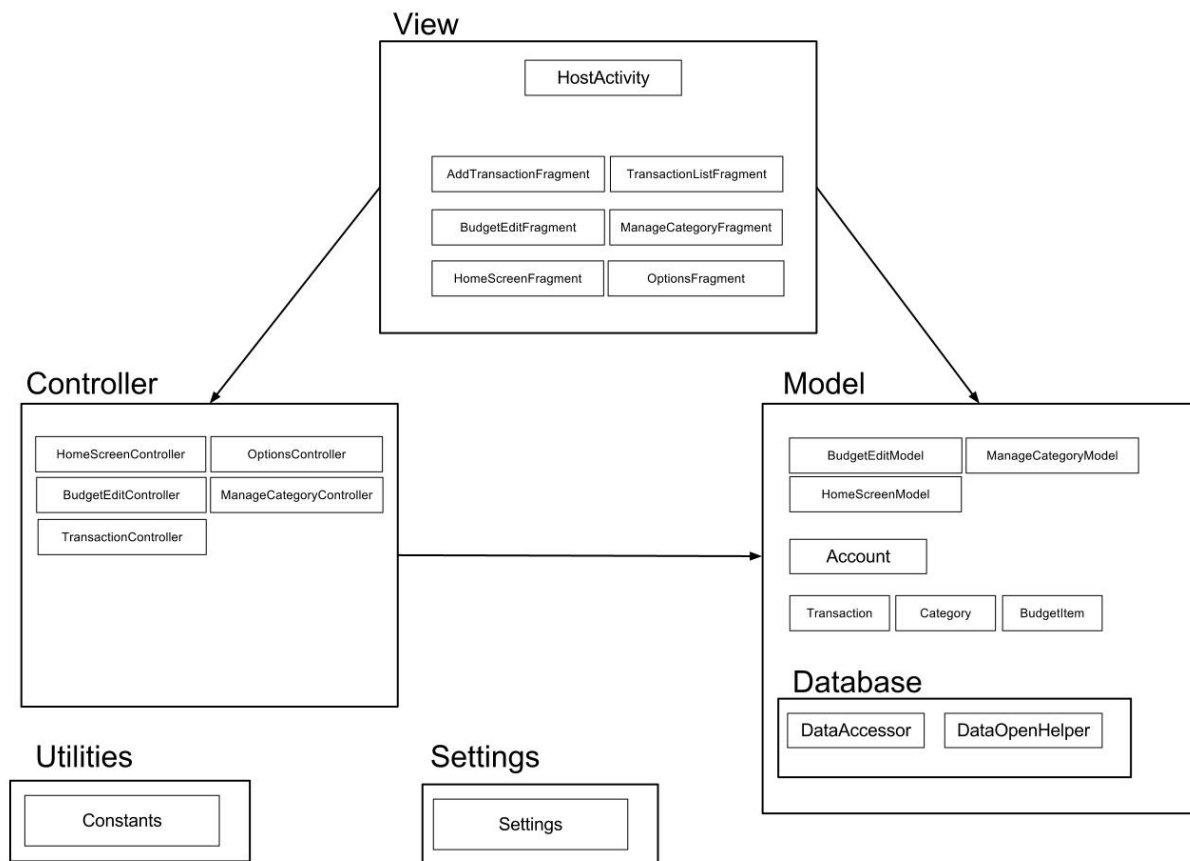 View
HostActivity
AddTransactionFragment
TransactionListFragment
BudgetEditFragment
ManageCategoryFragment
HomeScreenFragment
OptionsFragment
Controller
HomeScreenController
OptionsController
BudgetEditController
ManageCategoryController
TransactionController
Model
BudgetEditModel
ManageCategoryModel
HomeScreenModel
Account
Transaction
Category
BudgetItem
Database
DataAccessor
DataOpenHelper
Utilities
Constants
Settings
Settings